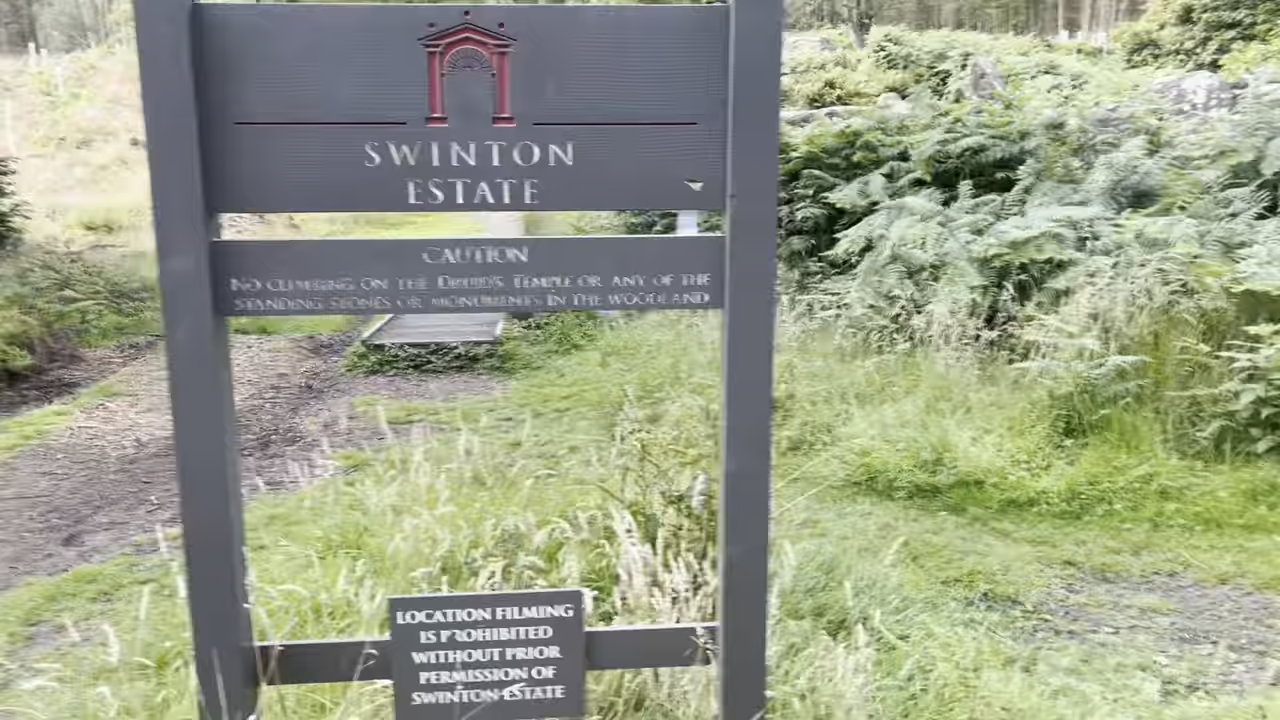 SWINTON
ESTATE
CAUTION
NO CLIMBING ON THE DRUID'S TEMPLE OR ANY OF THE
STANDING STONES OR MONUMENTS IN THE WOODLAND
LOCATION FILMING
IS PROHIBITED
WITHOUT PRIOR
PERMISSION OF
SWINTON ESTATE